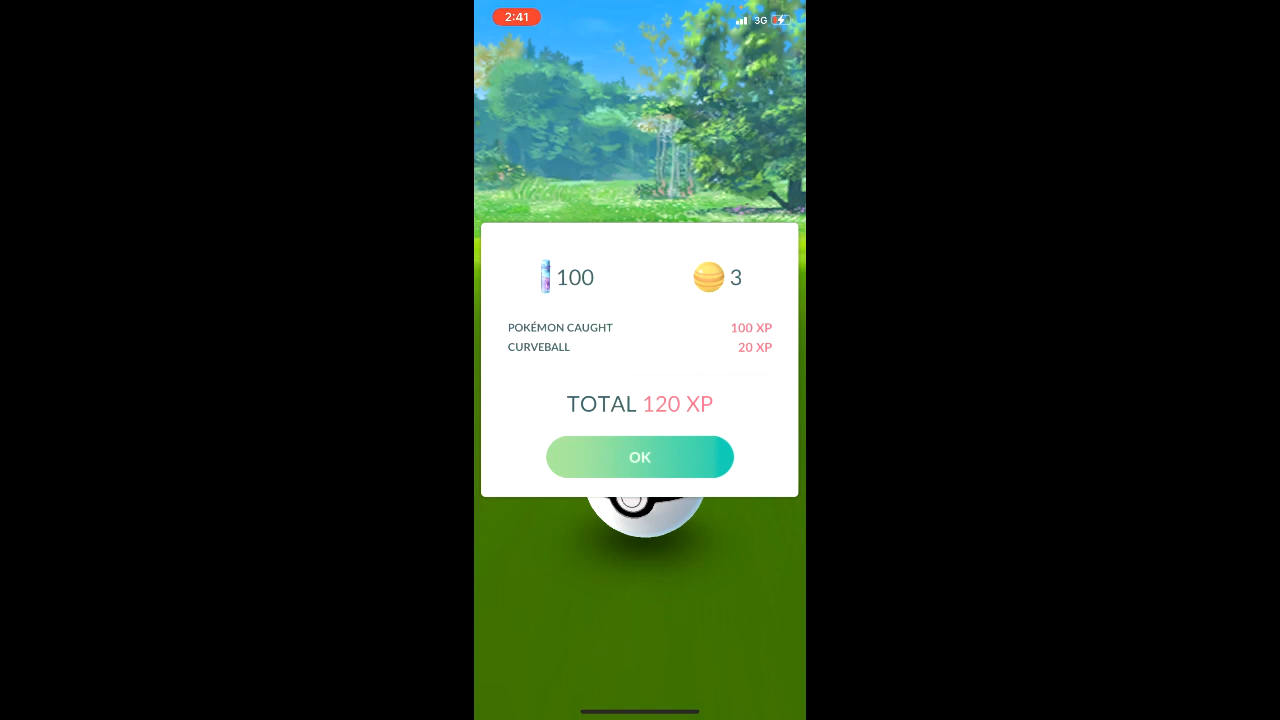 2:41 3G
100 3
POKÉMON CAUGHT 100 XP
CURVEBALL 20 XP
TOTAL 120 XP
OK